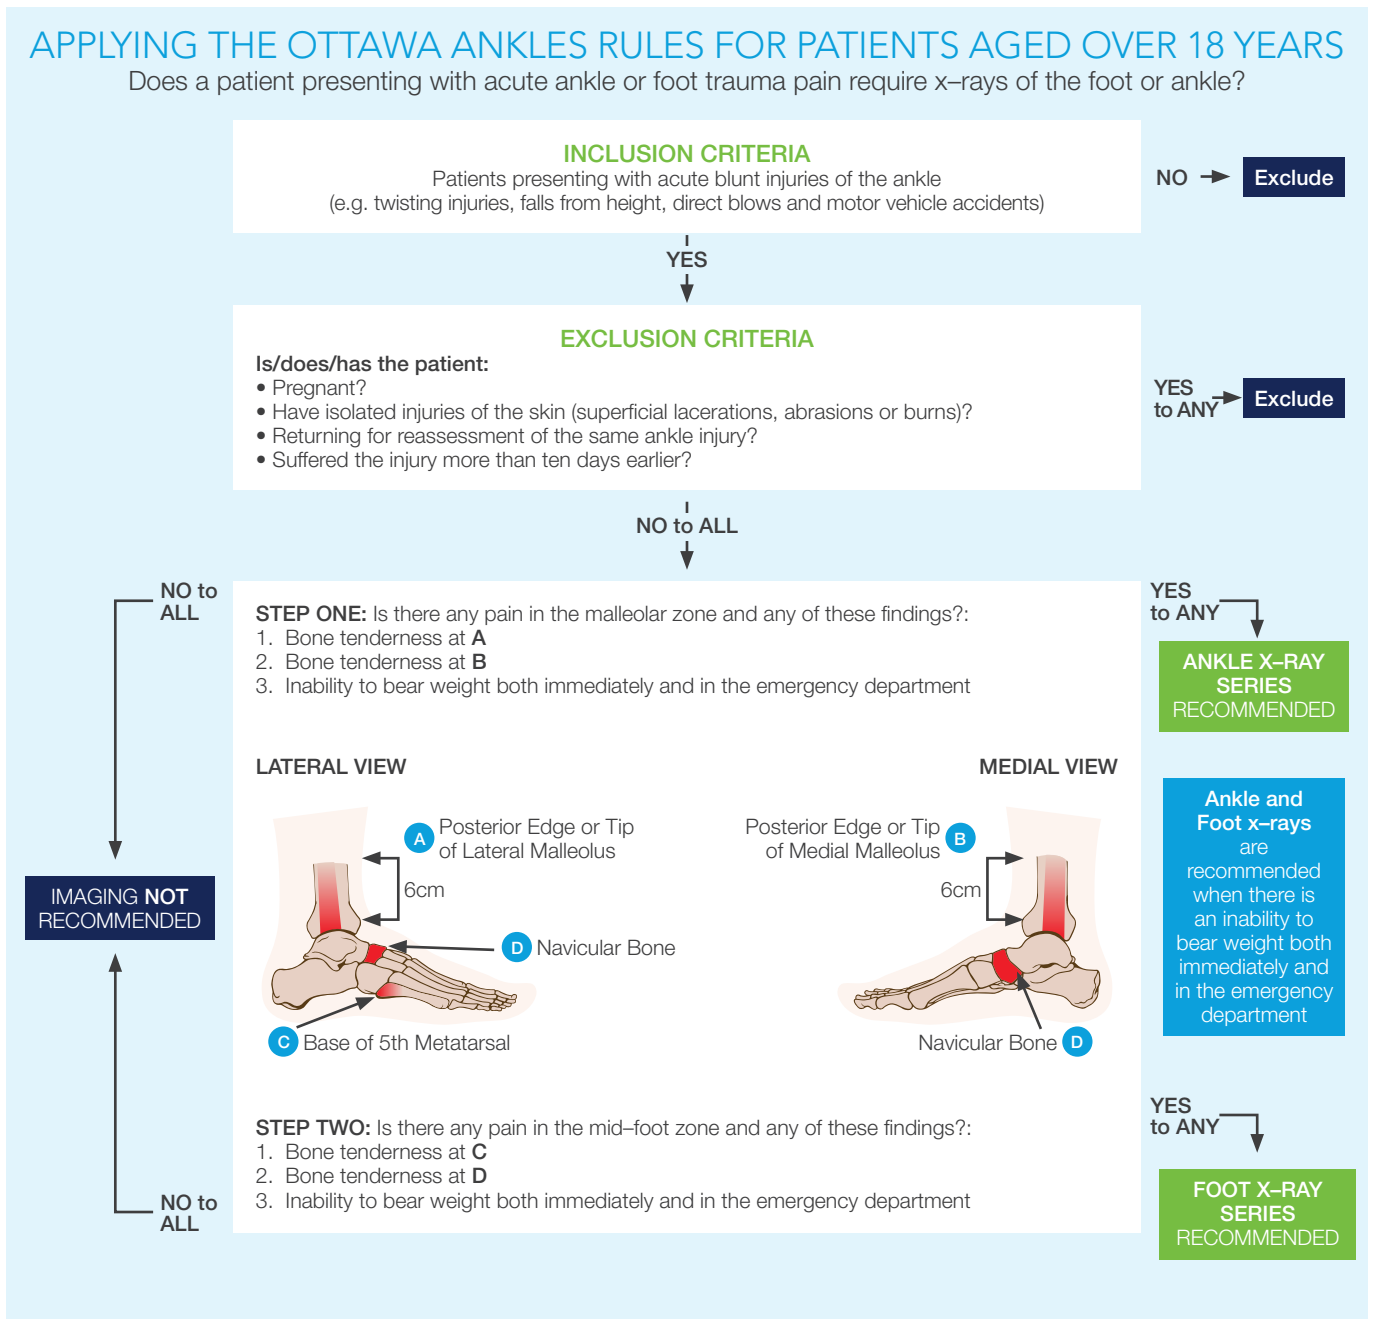 APPLYING THE OTTAWA ANKLES RULES FOR PATIENTS AGED OVER 18 YEARS
Does a patient presenting with acute ankle or foot trauma pain require x–rays of the foot or ankle?
INCLUSION CRITERIA
Patients presenting with acute blunt injuries of the ankle
(e.g. twisting injuries, falls from height, direct blows and motor vehicle accidents)
NO
Exclude
YES
EXCLUSION CRITERIA
Is/does/has the patient:
• Pregnant?
• Have isolated injuries of the skin (superficial lacerations, abrasions or burns)?
• Returning for reassessment of the same ankle injury?
• Suffered the injury more than ten days earlier?
YES
to ANY
Exclude
NO to ALL
NO to
ALL
STEP ONE: Is there any pain in the malleolar zone and any of these findings?:
1. Bone tenderness at A
2. Bone tenderness at B
3. Inability to bear weight both immediately and in the emergency department
YES
to ANY
ANKLE X–RAY
SERIES
RECOMMENDED
LATERAL VIEW
MEDIAL VIEW
A
Posterior Edge or Tip
of Lateral Malleolus
6cm
D
Navicular Bone
C
Base of 5th Metatarsal
Posterior Edge or Tip
of Medial Malleolus
B
6cm
Navicular Bone
D
Ankle and
Foot x–rays
are
recommended
when there is
an inability to
bear weight both
immediately and
in the emergency
department
IMAGING NOT
RECOMMENDED
STEP TWO: Is there any pain in the mid–foot zone and any of these findings?:
1. Bone tenderness at C
2. Bone tenderness at D
3. Inability to bear weight both immediately and in the emergency department
NO to
ALL
YES
to ANY
FOOT X–RAY
SERIES
RECOMMENDED